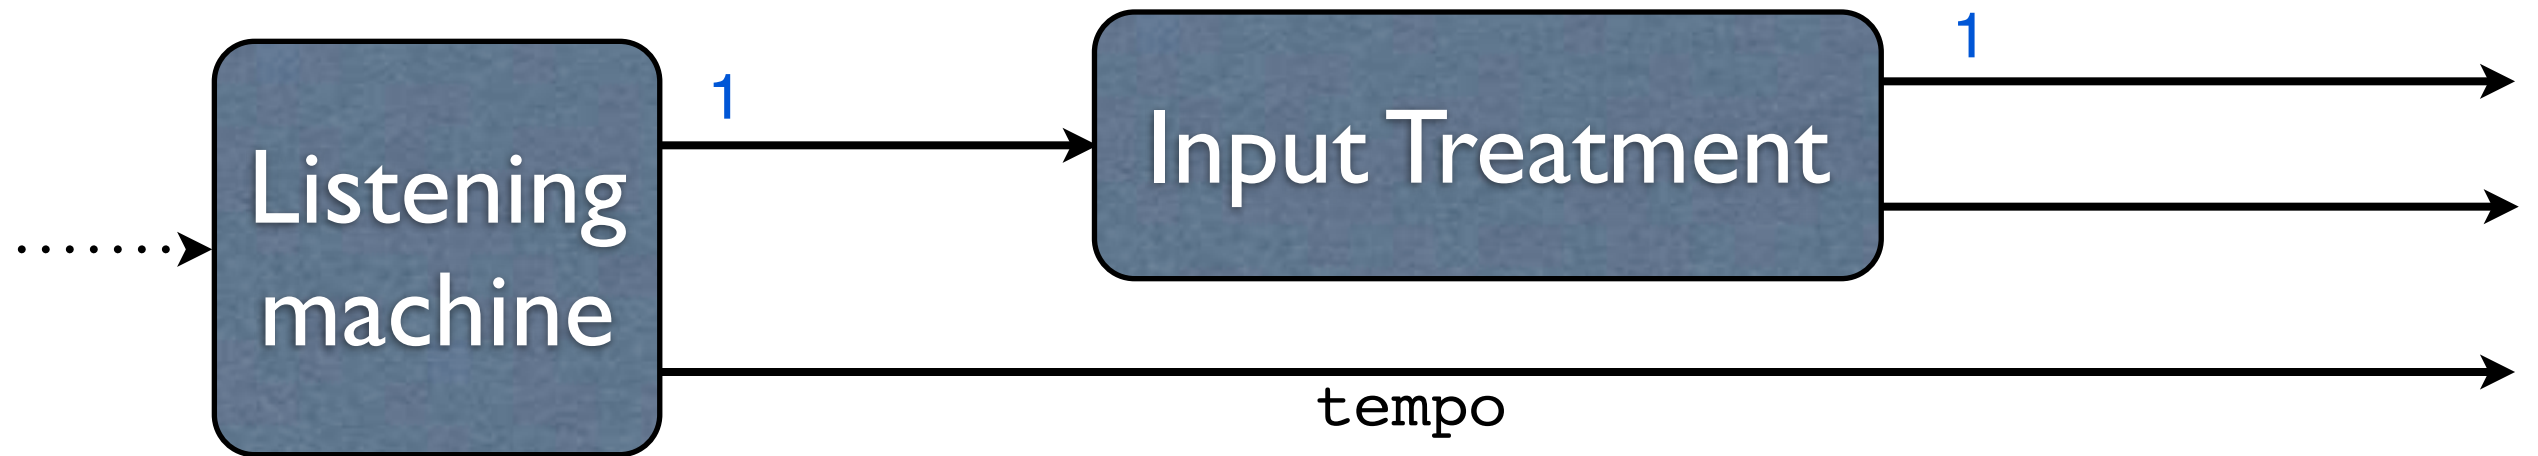 Listening
machine
1
Input Treatment
1
tempo